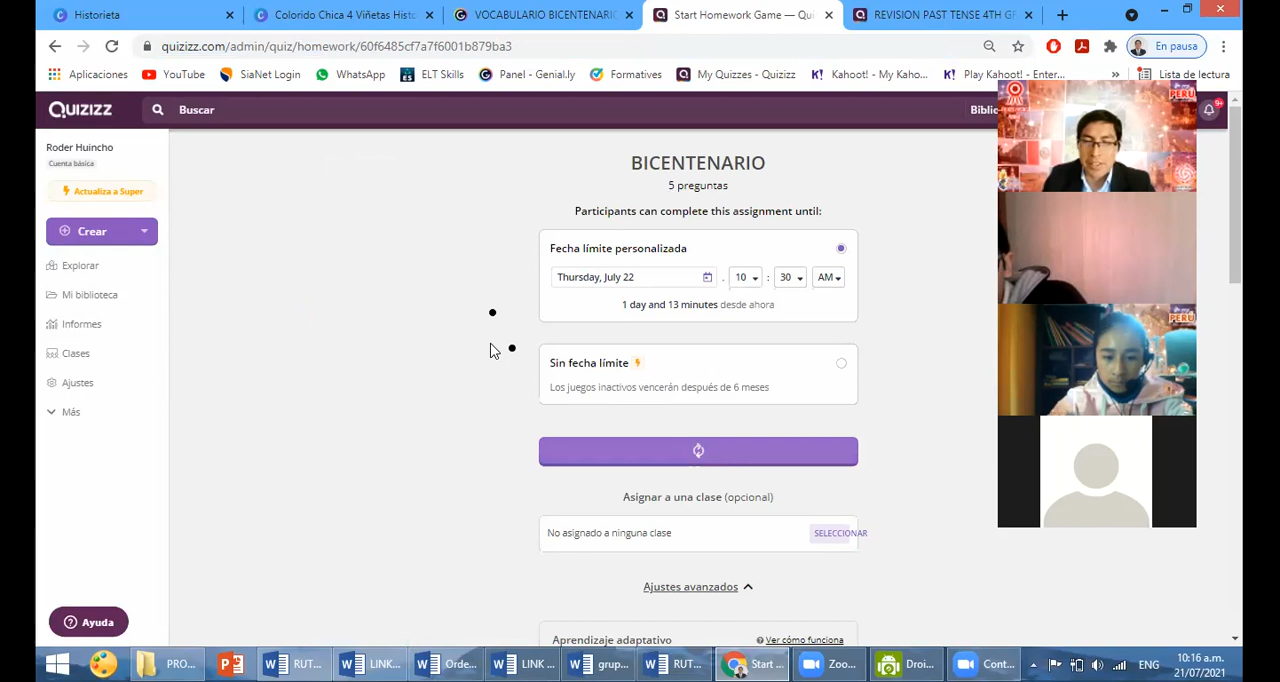 Historieta
Colorido Chica 4 Viñetas Hist
VOCABULARIO BICENTENARI
Start Homework Game — Qui
REVISION PAST TENSE 4TH GR
quizizz.com/admin/quiz/homework/60f6485cf7a7f6001b879ba3
En pausa
Aplicaciones
YouTube
SiaNet Login
WhatsApp
ELT Skills
Panel - Genial.ly
Formatives
My Quizzes - Quizizz
Kahoot! - My Kaho...
Play Kahoot! - Enter...
»
Lista de lectura
QUIZIZZ
Buscar
Biblio
9+
PERU
PERU
Roder Huincho
Cuenta básica
Actualiza a Super
Crear
Explorar
Mi biblioteca
Informes
Clases
Ajustes
Más
Ayuda
BICENTENARIO
5 preguntas
Participants can complete this assignment until:
Fecha límite personalizada
Thursday, July 22 . 10 : 30 AM
1 day and 13 minutes desde ahora
Sin fecha límite
Los juegos inactivos vencerán después de 6 meses
Asignar a una clase (opcional)
No asignado a ninguna clase SELECCIONAR
Ajustes avanzados
Aprendizaje adaptativo Ver cómo funciona
PRO...
RUT...
LINK...
Orde...
LINK ...
grup...
RUT...
Start ...
Zoo...
Droi...
Cont...
ENG
10:16 a.m.
21/07/2021